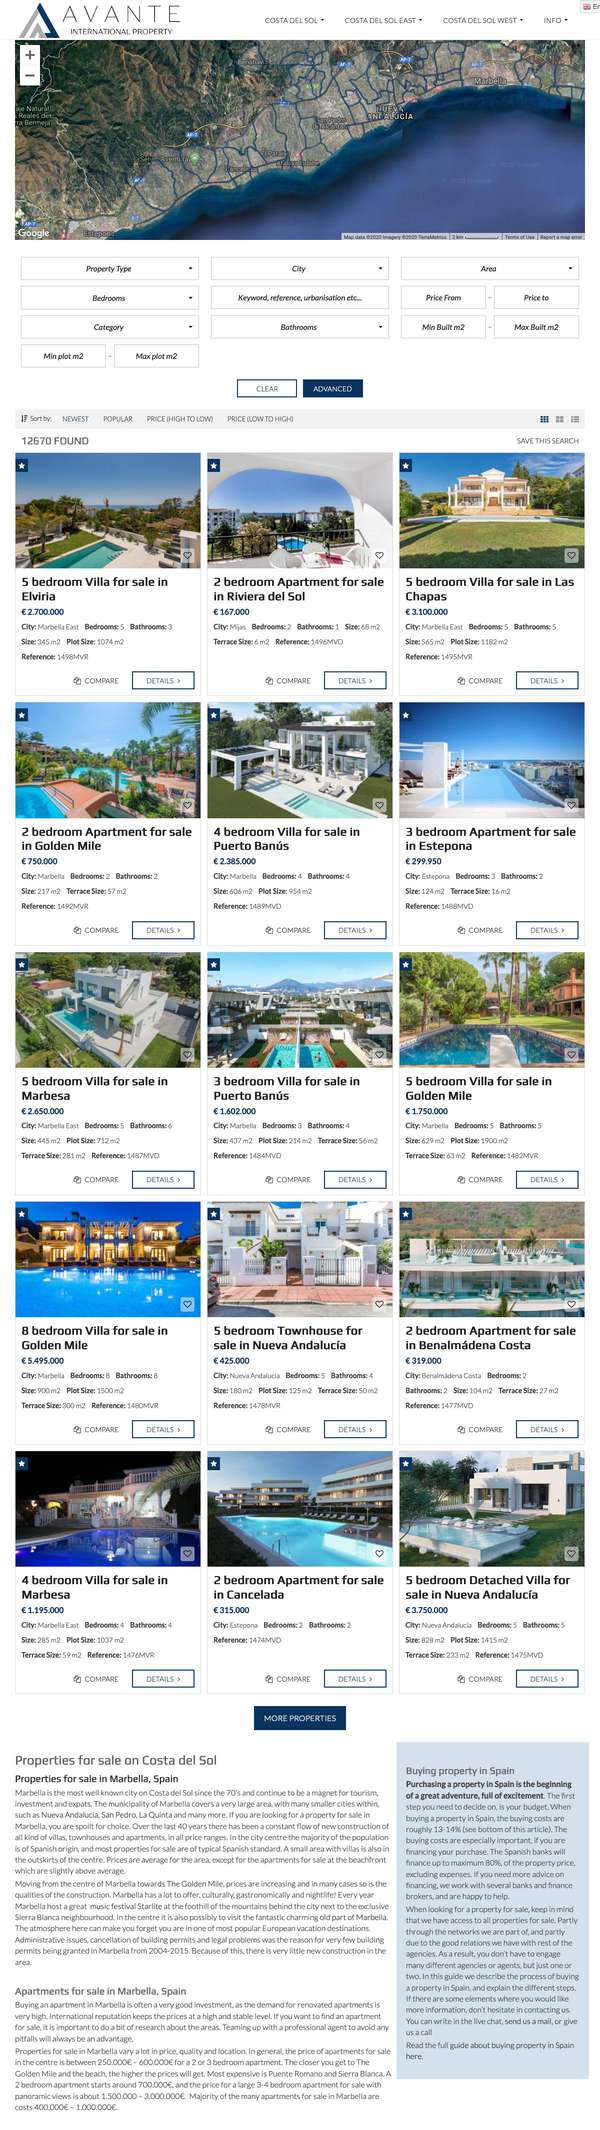 AVANTE
INTERNATIONAL PROPERTY
COSTA DEL SOL
COSTA DEL SOL EAST
COSTA DEL SOL WEST
INFO
En
+
−
Marbella
NUEVA
ANDALUCÍA
Estepona
Google
Map data ©2020 Imagery ©2020 TerraMetrics
2 km
Terms of Use
Report a map error
Property Type
City
Area
Bedrooms
Keyword, reference, urbanisation etc...
Price From
–
Price to
Category
Bathrooms
Min Built m2
–
Max Built m2
Min plot m2
–
Max plot m2
CLEAR
ADVANCED
Sort by:
NEWEST
POPULAR
PRICE (HIGH TO LOW)
PRICE (LOW TO HIGH)
12670 FOUND
SAVE THIS SEARCH
5 bedroom Villa for sale in
Elviria
€ 2.700.000
City: Marbella East Bedrooms: 5 Bathrooms: 3
Size: 345 m2 Plot Size: 1074 m2
Reference: 1498MVR
COMPARE
DETAILS >
2 bedroom Apartment for sale
in Riviera del Sol
€ 167.000
City: Mijas Bedrooms: 2 Bathrooms: 1 Size: 68 m2
Terrace Size: 6 m2 Reference: 1496MVD
COMPARE
DETAILS >
5 bedroom Villa for sale in Las
Chapas
€ 3.100.000
City: Marbella East Bedrooms: 5 Bathrooms: 5
Size: 565 m2 Plot Size: 1182 m2
Reference: 1495MVR
COMPARE
DETAILS >
2 bedroom Apartment for sale
in Golden Mile
€ 750.000
City: Marbella Bedrooms: 2 Bathrooms: 2
Size: 217 m2 Terrace Size: 57 m2
Reference: 1492MVR
COMPARE
DETAILS >
4 bedroom Villa for sale in
Puerto Banús
€ 2.385.000
City: Marbella Bedrooms: 4 Bathrooms: 4
Size: 606 m2 Plot Size: 954 m2
Reference: 1489MVD
COMPARE
DETAILS >
3 bedroom Apartment for sale
in Estepona
€ 299.950
City: Estepona Bedrooms: 3 Bathrooms: 2
Size: 124 m2 Terrace Size: 16 m2
Reference: 1488MVD
COMPARE
DETAILS >
5 bedroom Villa for sale in
Marbesa
€ 2.650.000
City: Marbella East Bedrooms: 5 Bathrooms: 6
Size: 445 m2 Plot Size: 712 m2
Terrace Size: 281 m2 Reference: 1487MVD
COMPARE
DETAILS >
3 bedroom Villa for sale in
Puerto Banús
€ 1.602.000
City: Marbella Bedrooms: 3 Bathrooms: 4
Size: 437 m2 Plot Size: 214 m2 Terrace Size: 56 m2
Reference: 1484MVD
COMPARE
DETAILS >
5 bedroom Villa for sale in
Golden Mile
€ 1.750.000
City: Marbella Bedrooms: 5 Bathrooms: 5
Size: 629 m2 Plot Size: 1900 m2
Terrace Size: 63 m2 Reference: 1482MVR
COMPARE
DETAILS >
8 bedroom Villa for sale in
Golden Mile
€ 5.495.000
City: Marbella Bedrooms: 8 Bathrooms: 8
Size: 900 m2 Plot Size: 1500 m2
Terrace Size: 300 m2 Reference: 1480MVR
COMPARE
DETAILS >
5 bedroom Townhouse for
sale in Nueva Andalucía
€ 425.000
City: Nueva Andalucia Bedrooms: 5 Bathrooms: 4
Size: 180 m2 Plot Size: 125 m2 Terrace Size: 50 m2
Reference: 1478MVR
COMPARE
DETAILS >
2 bedroom Apartment for sale
in Benalmádena Costa
€ 319.000
City: Benalmádena Costa Bedrooms: 2
Bathrooms: 2 Size: 104 m2 Terrace Size: 27 m2
Reference: 1477MVD
COMPARE
DETAILS >
4 bedroom Villa for sale in
Marbesa
€ 1.195.000
City: Marbella East Bedrooms: 4 Bathrooms: 4
Size: 285 m2 Plot Size: 1037 m2
Terrace Size: 59 m2 Reference: 1476MVR
COMPARE
DETAILS >
2 bedroom Apartment for sale
in Cancelada
€ 315.000
City: Estepona Bedrooms: 2 Bathrooms: 2
Reference: 1474MVD
COMPARE
DETAILS >
5 bedroom Detached Villa for
sale in Nueva Andalucía
€ 3.750.000
City: Nueva Andalucia Bedrooms: 5 Bathrooms: 5
Size: 828 m2 Plot Size: 1415 m2
Terrace Size: 233 m2 Reference: 1475MVD
COMPARE
DETAILS >
MORE PROPERTIES
Properties for sale on Costa del Sol
Properties for sale in Marbella, Spain
Marbella is the most well known city on Costa del Sol since the 70's and continue to be a magnet for tourism,
investment and expats. The municipality of Marbella covers a very large area, with many smaller cities within,
such as Nueva Andalucia, San Pedro, La Quinta and many more. If you are looking for a property for sale in
Marbella, you are spoilt for choice. Over the last 40 years there has been a constant flow of new construction of
all kind of villas, townhouses and apartments, in all price ranges. In the city centre the majority of the population
is of Spanish origin, and most properties for sale are of typical Spanish standard. A small area with villas is also in
the outskirts of the centre. Prices are average for the area, except for the apartments for sale at the beachfront
which are slightly above average.
Moving from the centre of Marbella towards The Golden Mile, prices are increasing and in many cases so is the
qualities of the construction. Marbella has a lot to offer, culturally, gastronomically and nightlife! Every year
Marbella host a great music festival Starlite at the foothill of the mountains behind the city next to the exclusive
Sierra Blanca neighbourhood. In the centre it is also possibly to visit the fantastic charming old part of Marbella.
The atmosphere here can make you forget you are in one of most popular European vacation destinations.
Administrative issues, cancellation of building permits and legal problems was the reason for very few building
permits being granted in Marbella from 2004-2015. Because of this, there is very little new construction in the
area.
Apartments for sale in Marbella, Spain
Buying an apartment in Marbella is often a very good investment, as the demand for renovated apartments is
very high. International reputation keeps the prices at a high and stable level. If you want to find an apartment
for sale, it is important to do a bit of research about the areas. Teaming up with a professional agent to avoid any
pitfalls will always be an advantage.
Properties for sale in Marbella vary a lot in price, quality and location. In general, the price of apartments for sale
in the centre is between 250.000€ – 600.000€ for a 2 or 3 bedroom apartment. The closer you get to The
Golden Mile and the beach, the higher the prices will get. Most expensive is Puente Romano and Sierra Blanca. A
2 bedroom apartment starts around 700.000€, and the price for a large 3-4 bedroom apartment for sale with
panoramic views is about 1.500.000 – 3.000.000€. Majority of the many apartments for sale in Marbella are
costs 400.000€ – 1.000.000€.
Buying property in Spain
Purchasing a property in Spain is the beginning
of a great adventure, full of excitement. The first
step you need to decide on, is your budget. When
buying a property in Spain, the buying costs are
roughly 13-14% (see bottom of this article). The
buying costs are especially important, if you are
financing your purchase. The Spanish banks will
finance up to maximum 80%, of the property price,
excluding expenses. If you need more advice on
financing, we work with several banks and finance
brokers, and are happy to help.
When looking for a property for sale, keep in mind
that we have access to all properties for sale. Partly
through the networks we are part of, and partly
due to the good relations we have with rest of the
agencies. As a result, you don't have to engage
many different agencies or agents, but just one or
two. In this guide we describe the process of buying
a property in Spain, and explain the different steps.
If there are some elements where you would like
more information, don't hesitate in contacting us.
You can write in the live chat, send us a mail, or give
us a call
Read the full guide about buying property in Spain
here.